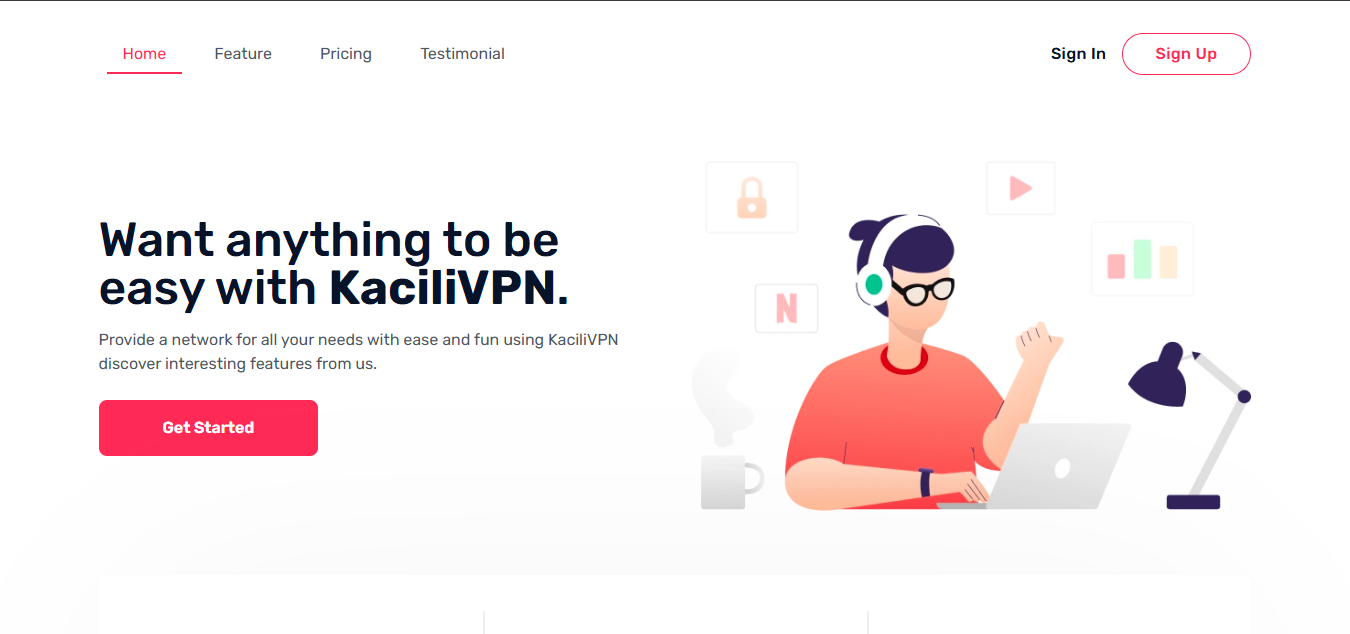 Home Feature Pricing Testimonial Sign In Sign Up
Want anything to be
easy with KaciliVPN.
Provide a network for all your needs with ease and fun using KaciliVPN
discover interesting features from us.
Get Started
N